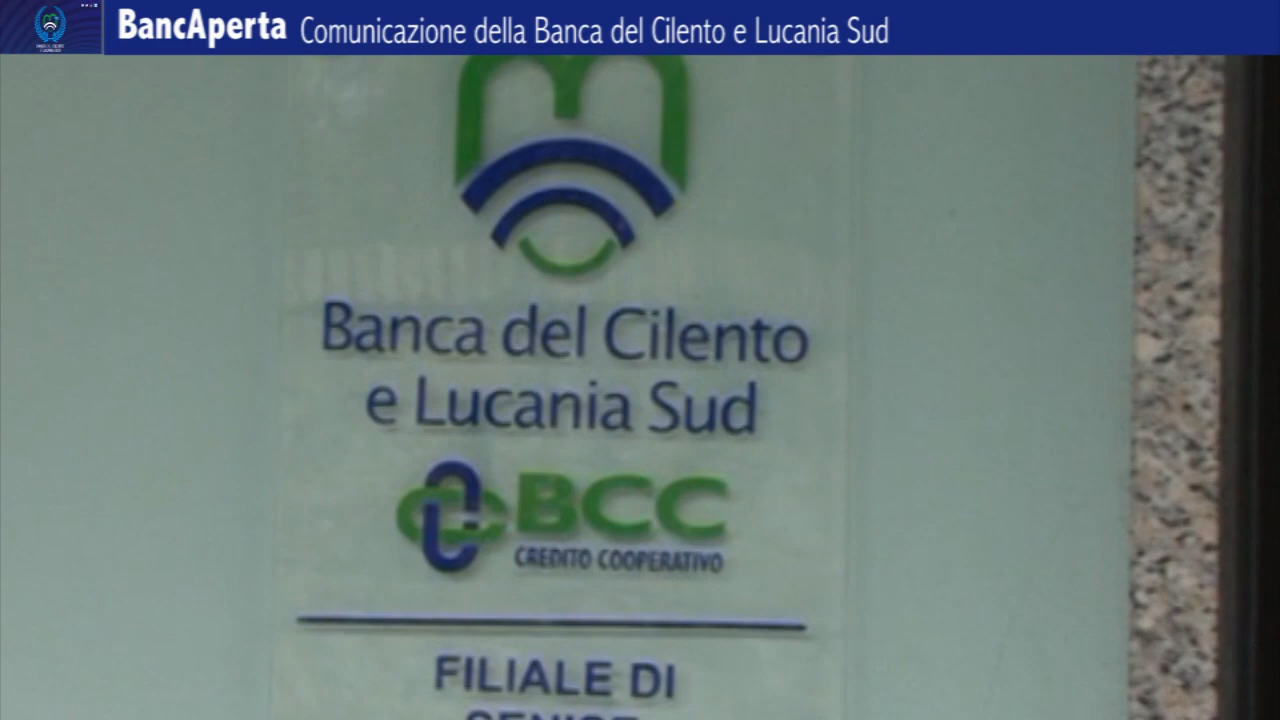 BancAperta Comunicazione della Banca del Cilento e Lucania Sud
Banca del Cilento
e Lucania Sud
BCC
CREDITO COOPERATIVO
FILIALE DI